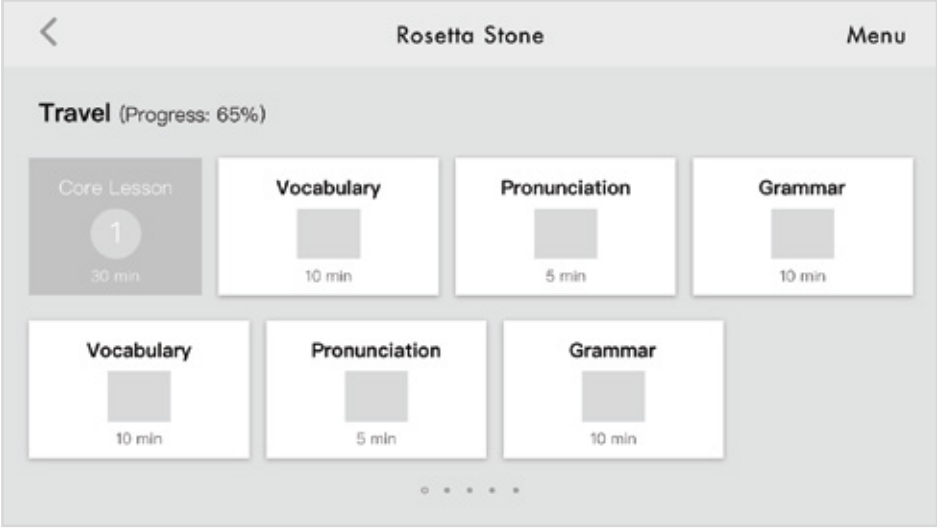 Rosetta Stone Menu
Travel (Progress: 65%)
Core Lesson Vocabulary Pronunciation Grammar
1
30 min 10 min 5 min 10 min
Vocabulary Pronunciation Grammar
10 min 5 min 10 min